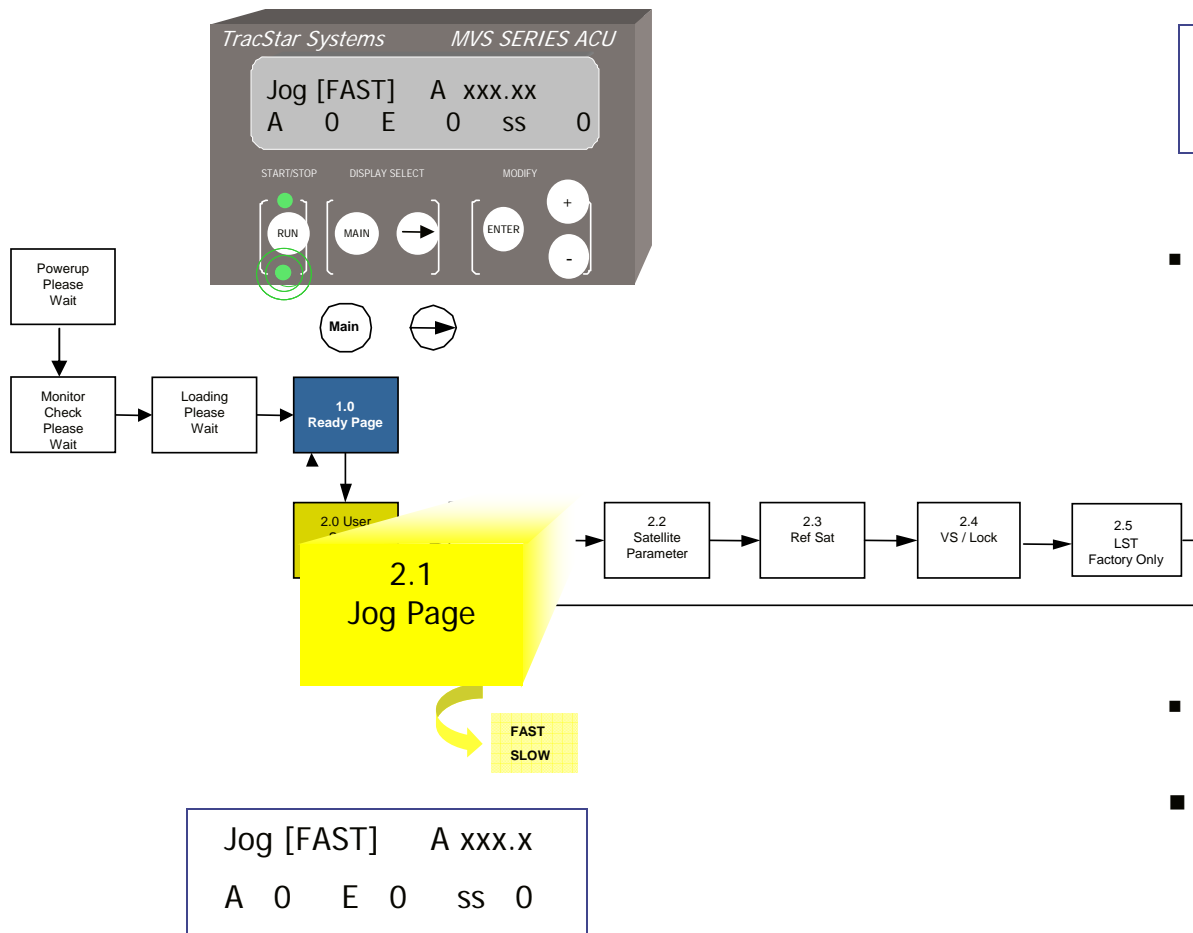 TracStar Systems MVS SERIES ACU
Jog [FAST] A xxx.xx
A 0 E 0 ss 0
START/STOP DISPLAY SELECT MODIFY
RUN MAIN ENTER + -
Main
Powerup
Please
Wait
Monitor
Check
Please
Wait
Loading
Please
Wait
1.0
Ready Page
2.0 User
2.1
Jog Page
2.2
Satellite
Parameter
2.3
Ref Sat
2.4
VS / Lock
2.5
LST
Factory Only
FAST
SLOW
Jog [FAST] A xxx.x
A 0 E 0 ss 0